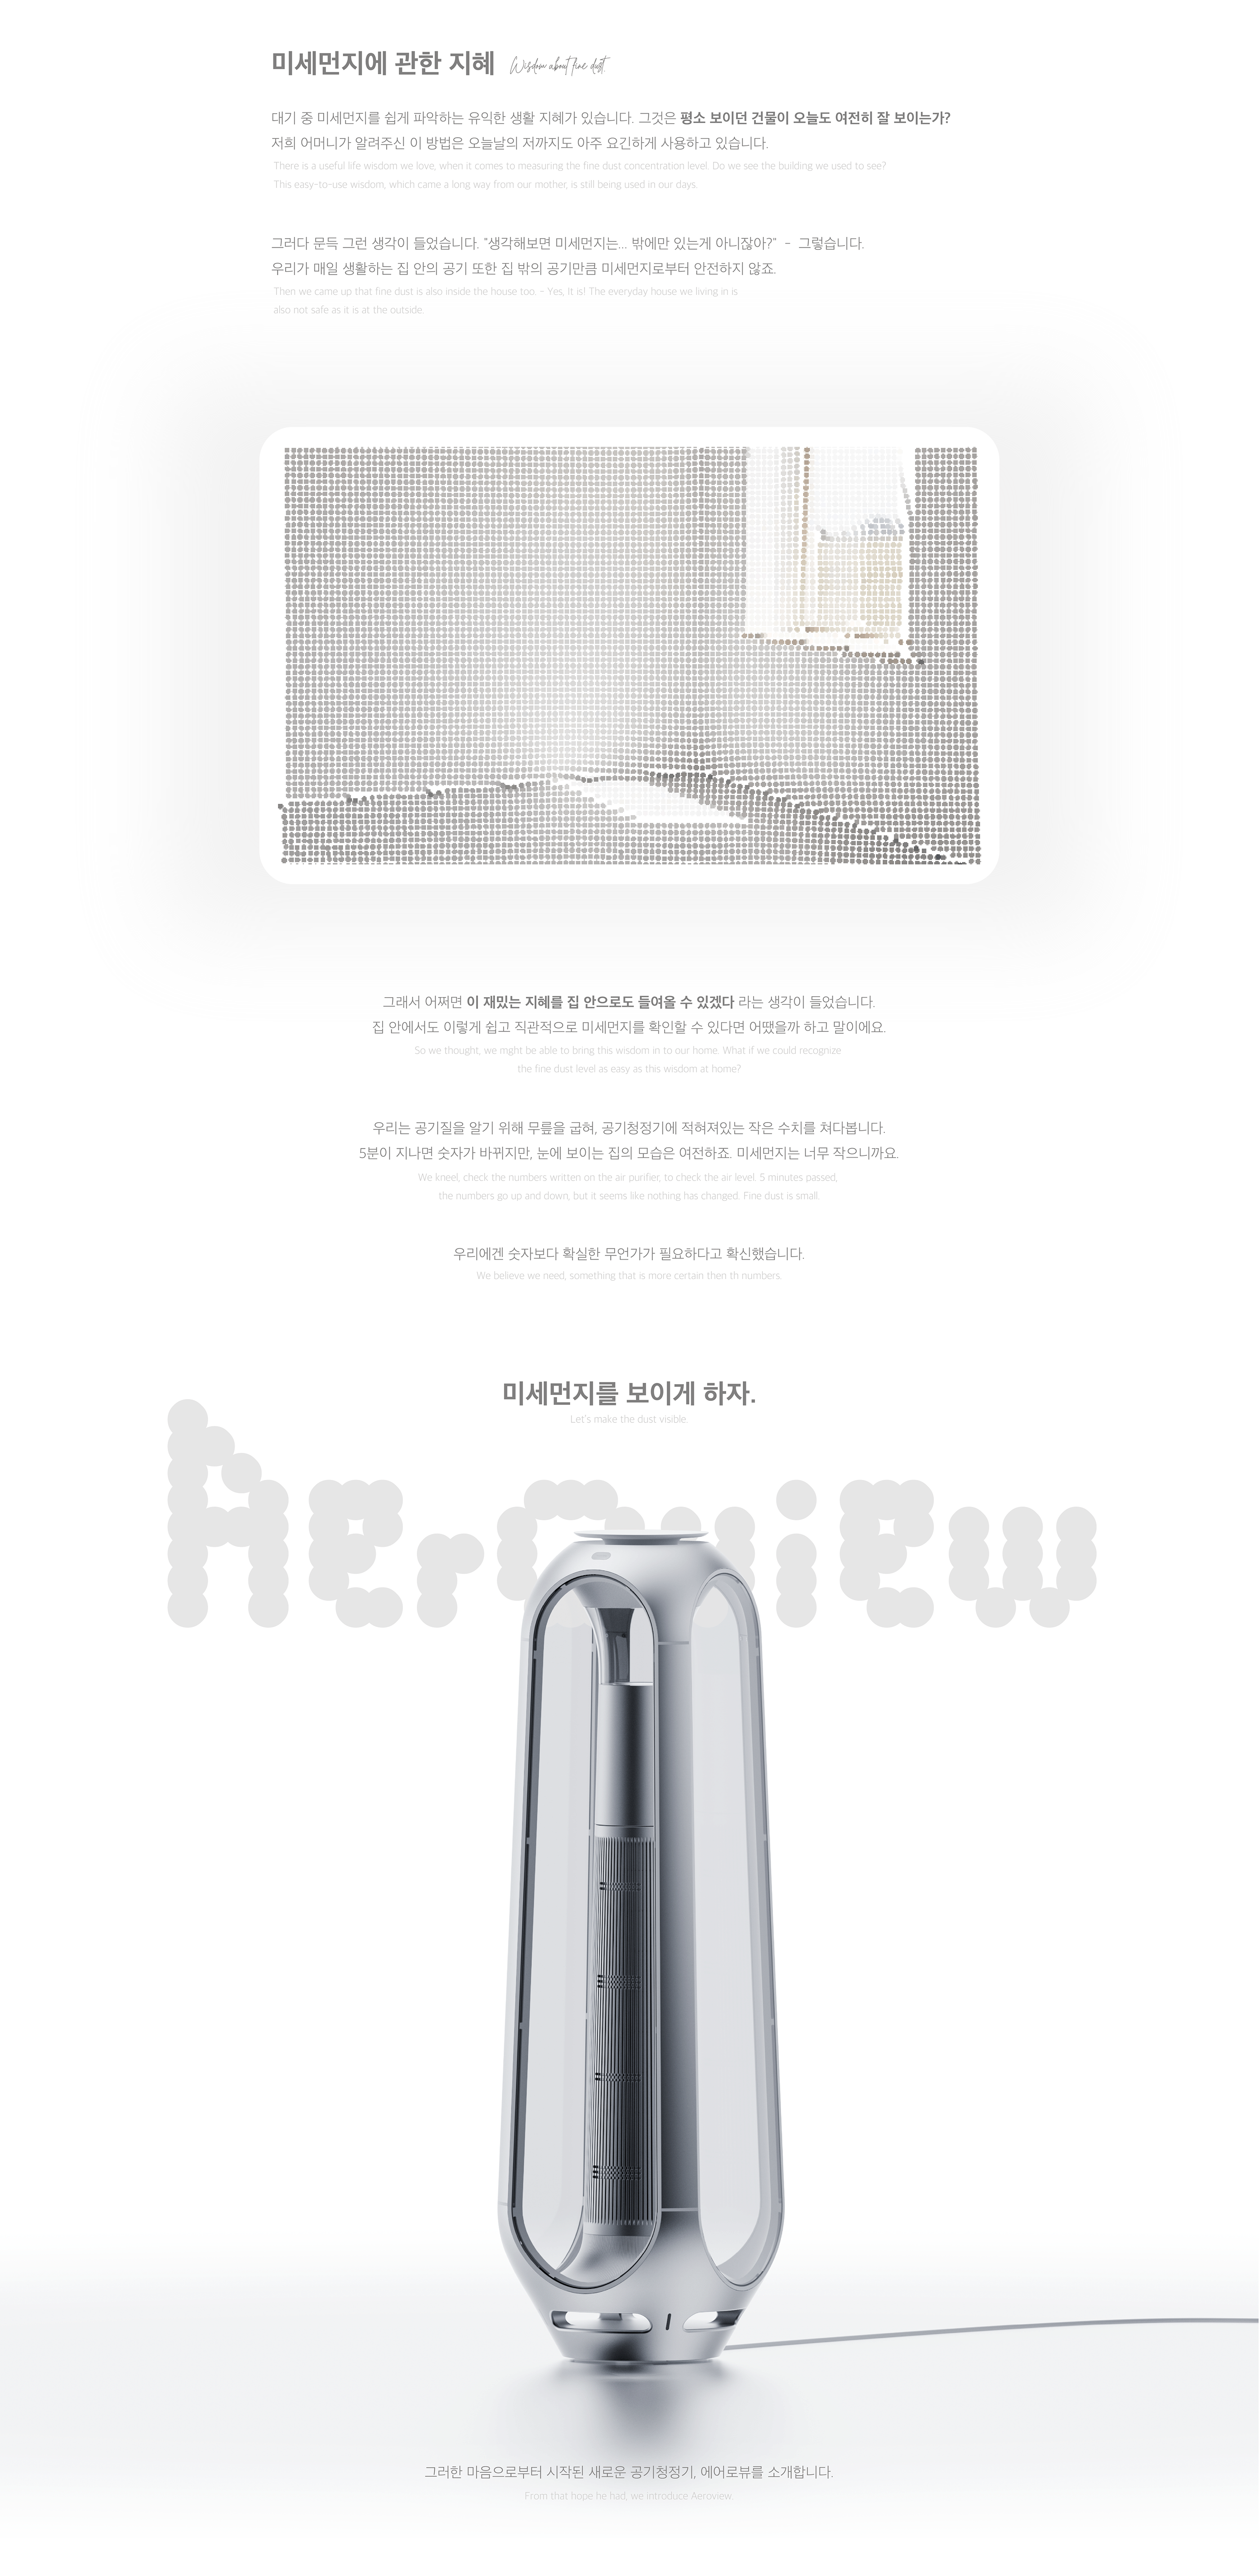 미세먼지에 관한 지혜 Wisdom about fine dust.
대기 중 미세먼지를 쉽게 파악하는 유익한 생활 지혜가 있습니다. 그것은 평소 보이던 건물이 오늘도 여전히 잘 보이는가?
저희 어머니가 알려주신 이 방법은 오늘날의 저까지도 아주 요긴하게 사용하고 있습니다.
There is a useful life wisdom we love, when it comes to measuring the fine dust concentration level. Do we see the building we used to see?
This easy-to-use wisdom, which came a long way from our mother, is still being used in our days.
그러다 문득 그런 생각이 들었습니다. "생각해보면 미세먼지는... 밖에만 있는게 아니잖아?" - 그렇습니다.
우리가 매일 생활하는 집 안의 공기 또한 집 밖의 공기만큼 미세먼지로부터 안전하지 않죠.
Then we came up that fine dust is also inside the house too. - Yes, It is! The everyday house we living in is
also not safe as it is at the outside.
그래서 어쩌면 이 재밌는 지혜를 집 안으로도 들여올 수 있겠다 라는 생각이 들었습니다.
집 안에서도 이렇게 쉽고 직관적으로 미세먼지를 확인할 수 있다면 어땠을까 하고 말이에요.
So we thought, we mght be able to bring this wisdom in to our home. What if we could recognize
the fine dust level as easy as this wisdom at home?
우리는 공기질을 알기 위해 무릎을 굽혀, 공기청정기에 적혀져있는 작은 수치를 쳐다봅니다.
5분이 지나면 숫자가 바뀌지만, 눈에 보이는 집의 모습은 여전하죠. 미세먼지는 너무 작으니까요.
We kneel, check the numbers written on the air purifier, to check the air level. 5 minutes passed,
the numbers go up and down, but it seems like nothing has changed. Fine dust is small.
우리에겐 숫자보다 확실한 무언가가 필요하다고 확신했습니다.
We believe we need, something that is more certain then th numbers.
미세먼지를 보이게 하자.
Let's make the dust visible.
Aeroview
그러한 마음으로부터 시작된 새로운 공기청정기, 에어로뷰를 소개합니다.
From that hope he had, we introduce Aeroview.